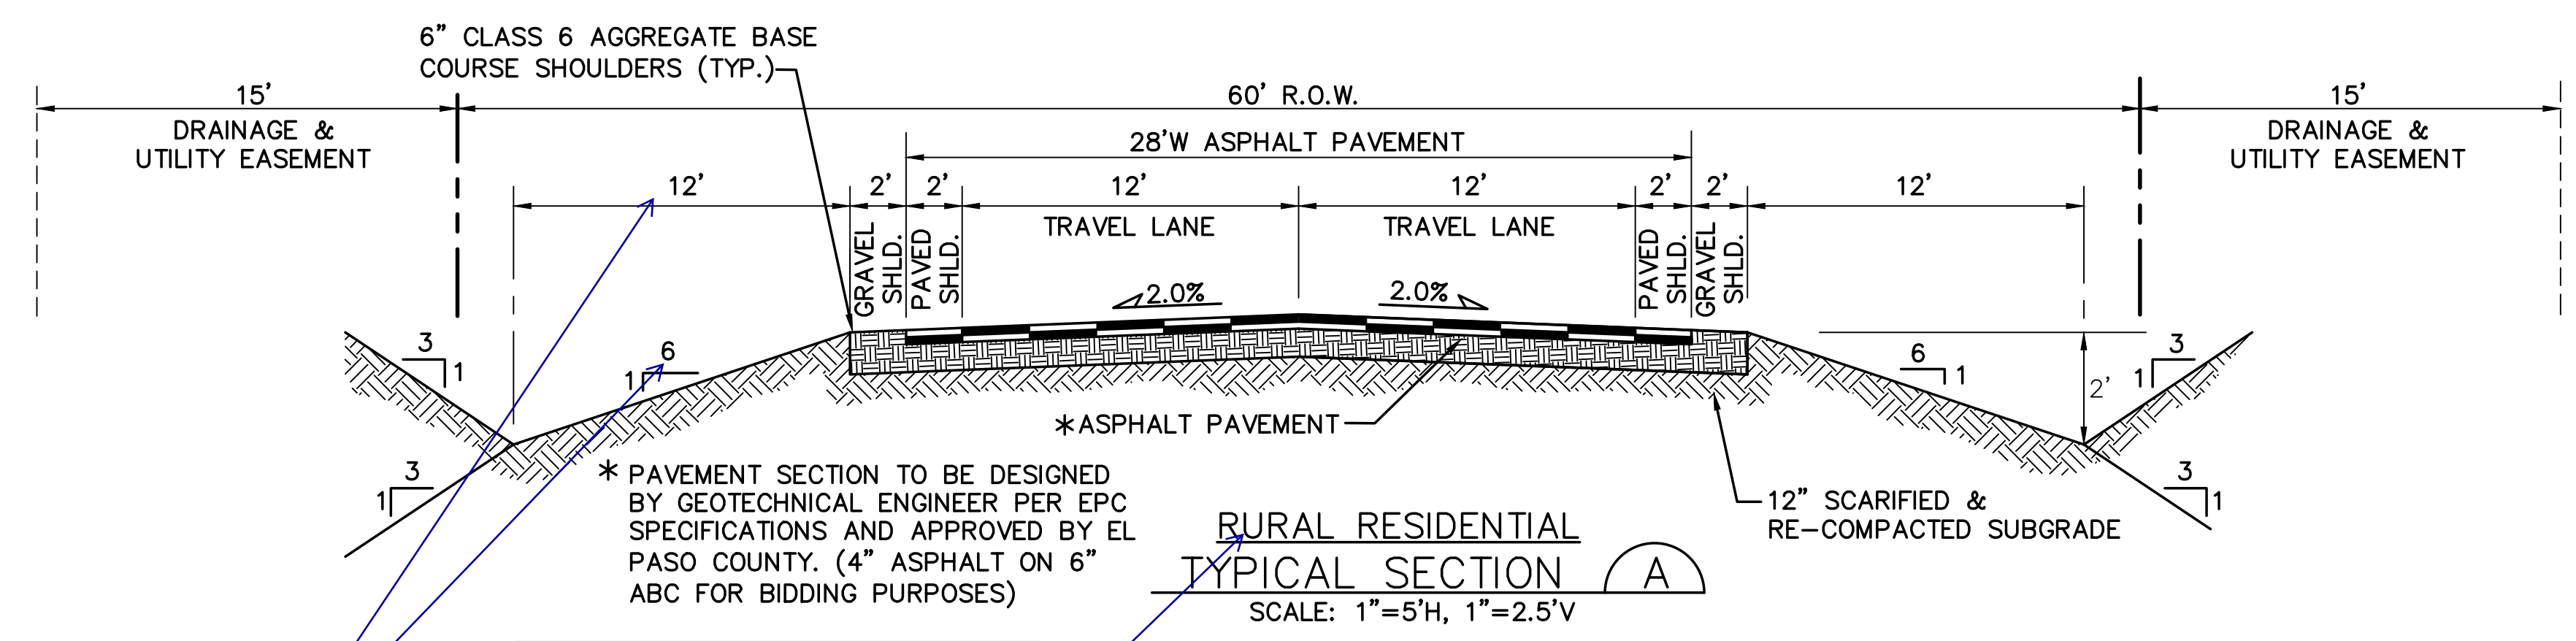 6” CLASS 6 AGGREGATE BASE
COURSE SHOULDERS (TYP.)
15’
60’ R.O.W.
15’
DRAINAGE &
UTILITY EASEMENT
28’W ASPHALT PAVEMENT
DRAINAGE &
UTILITY EASEMENT
12’
2’
2’
12’
12’
2’
2’
12’
GRAVEL
SHLD.
PAVED
SHLD.
TRAVEL LANE
TRAVEL LANE
PAVED
SHLD.
GRAVEL
SHLD.
2.0%
2.0%
3
1
6
1
6
1
3
1
2’
*ASPHALT PAVEMENT
3
1
3
1
* PAVEMENT SECTION TO BE DESIGNED
BY GEOTECHNICAL ENGINEER PER EPC
SPECIFICATIONS AND APPROVED BY EL
PASO COUNTY. (4” ASPHALT ON 6”
ABC FOR BIDDING PURPOSES)
12” SCARIFIED &
RE-COMPACTED SUBGRADE
RURAL RESIDENTIAL
TYPICAL SECTION
A
SCALE: 1”=5’H, 1”=2.5’V